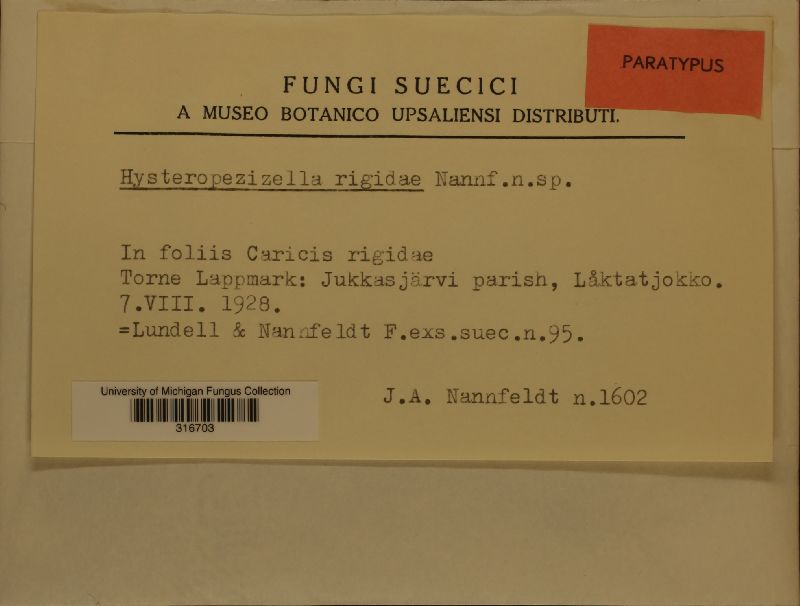 PARATYPUS
FUNGI SUECICI
A MUSEO BOTANICO UPSALIENSI DISTRIBUTI.
Hysteropezizella rigidae Nannf.n.sp.
In foliis Caricis rigidae
Torne Lappmark: Jukkasjärvi parish, Låktatjokko.
7.VIII. 1928.
=Lundell & Nannfeldt F.exs.suec.n.95.
J.A. Nannfeldt n.1602
University of Michigan Fungus Collection
316703